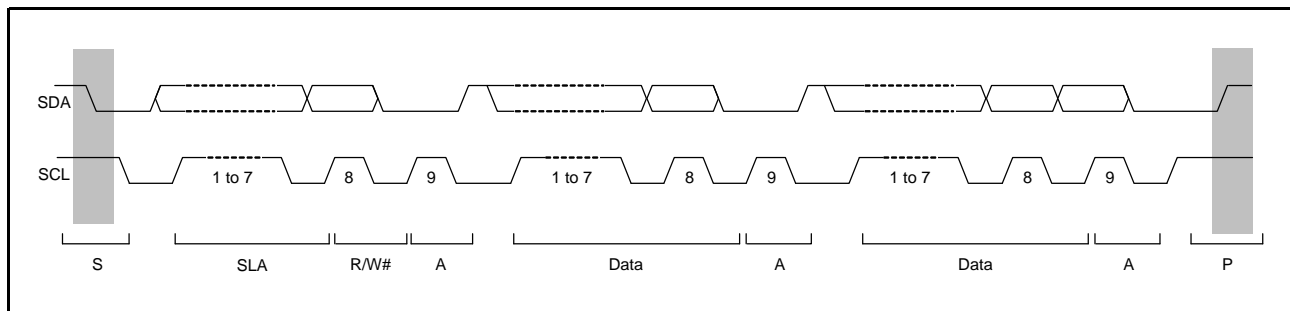 SDA
SCL
1 to 7 8 9 1 to 7 8 9 1 to 7 8 9
S SLA R/W# A Data A Data A P